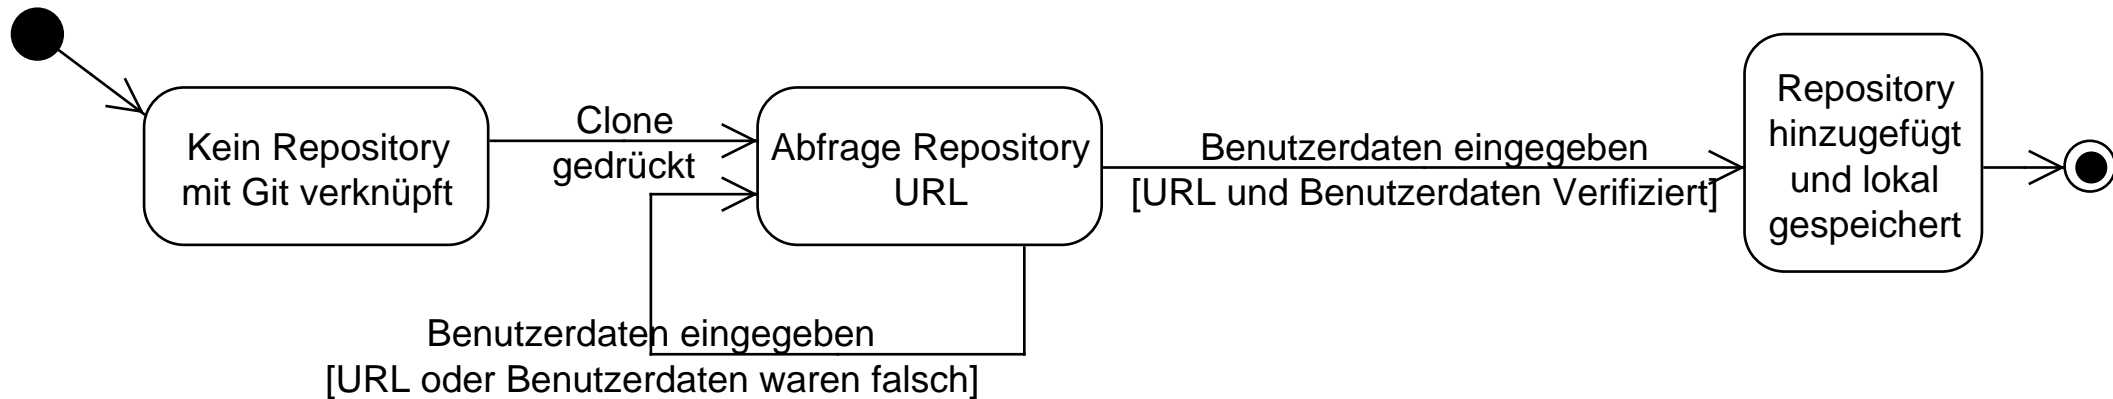 Kein Repository
mit Git verknüpft
Clone
gedrückt
Abfrage Repository
URL
Benutzerdaten eingegeben
[URL und Benutzerdaten Verifiziert]
Repository
hinzugefügt
und lokal
gespeichert
Benutzerdaten eingegeben
[URL oder Benutzerdaten waren falsch]